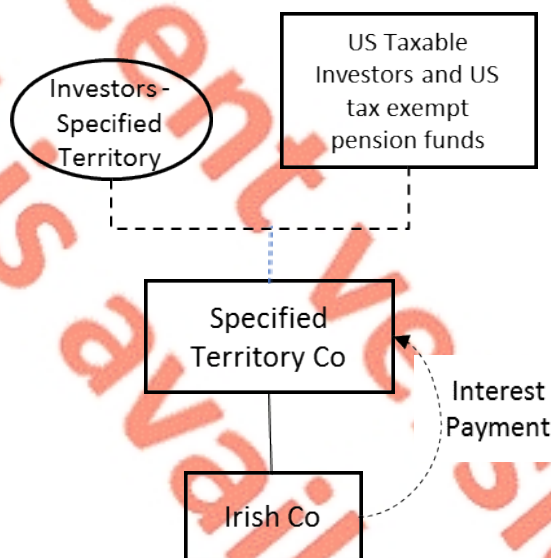 US Taxable
Investors and US
tax exempt
pension funds
Investors -
Specified
Territory
Specified
Territory Co
Interest
Payment
Irish Co